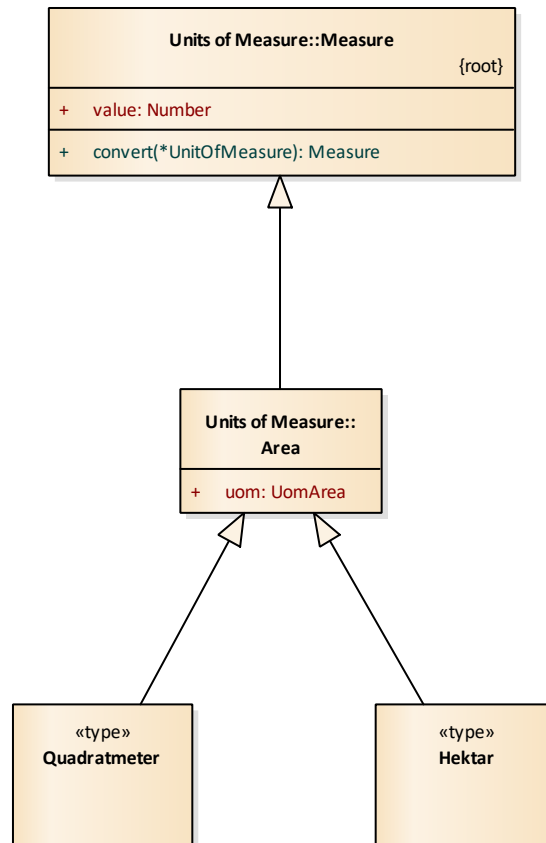 Units of Measure::Measure
{root}
+ value: Number
+ convert(*UnitOfMeasure): Measure
Units of Measure::
Area
+ uom: UomArea
«type»
Quadratmeter
«type»
Hektar